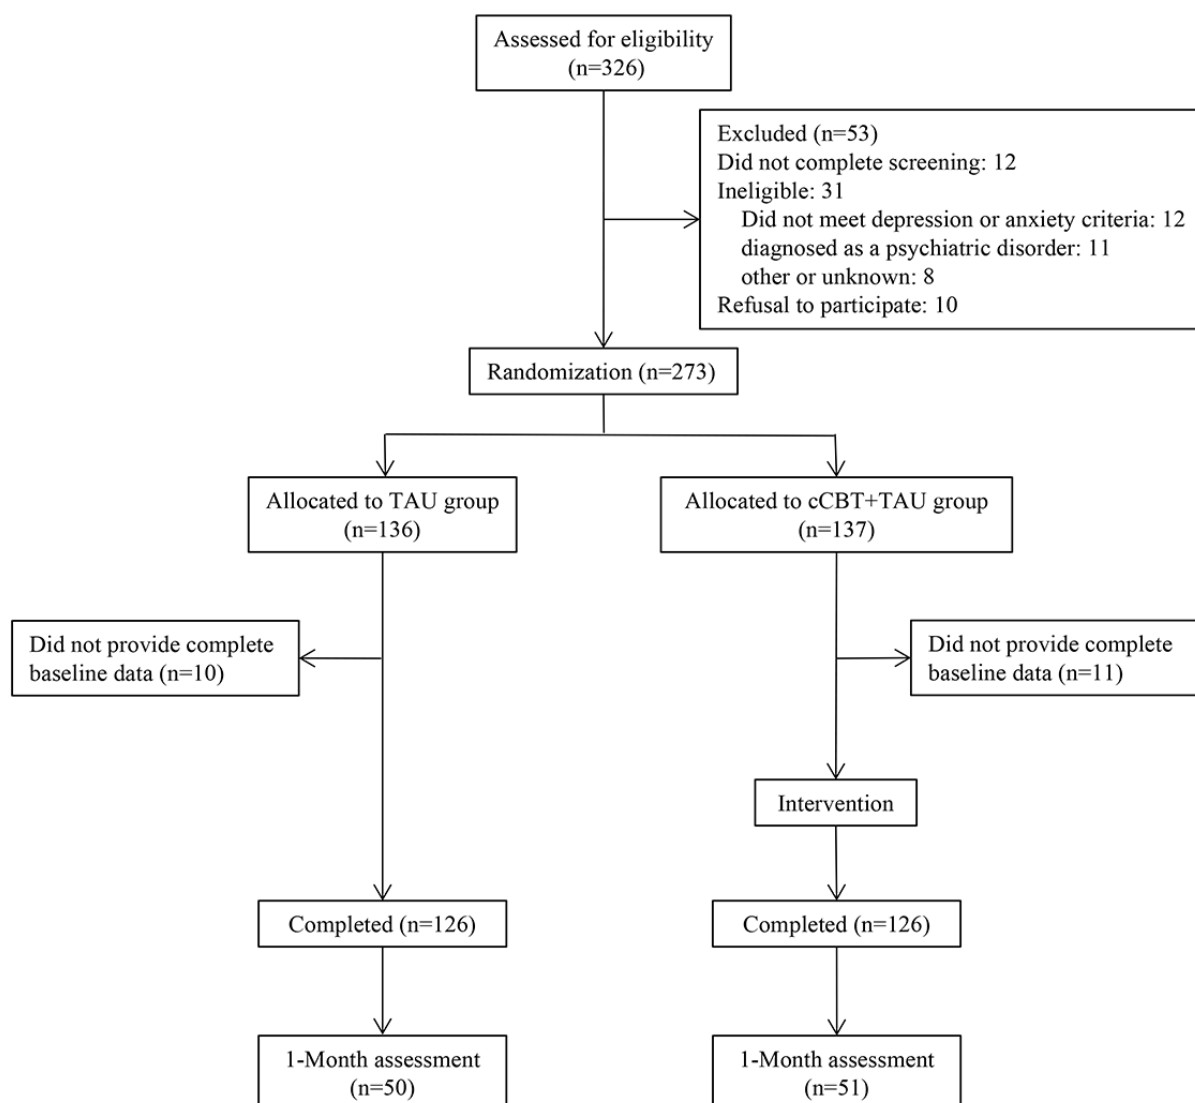 Assessed for eligibility
(n=326)
Excluded (n=53)
Did not complete screening: 12
Ineligible: 31
Did not meet depression or anxiety criteria: 12
diagnosed as a psychiatric disorder: 11
other or unknown: 8
Refusal to participate: 10
Randomization (n=273)
Allocated to TAU group
(n=136)
Allocated to cCBT+TAU group
(n=137)
Did not provide complete
baseline data (n=10)
Did not provide complete
baseline data (n=11)
Intervention
Completed (n=126)
Completed (n=126)
1-Month assessment
(n=50)
1-Month assessment
(n=51)